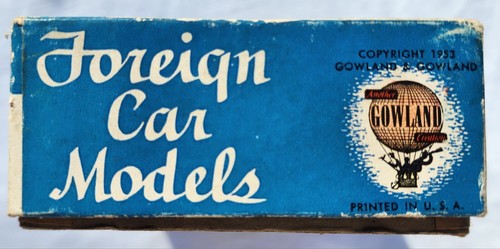 Foreign
Car
Models
COPYRIGHT 1953
GOWLAND & GOWLAND
Another
GOWLAND
Creation
PRINTED IN U. S. A.